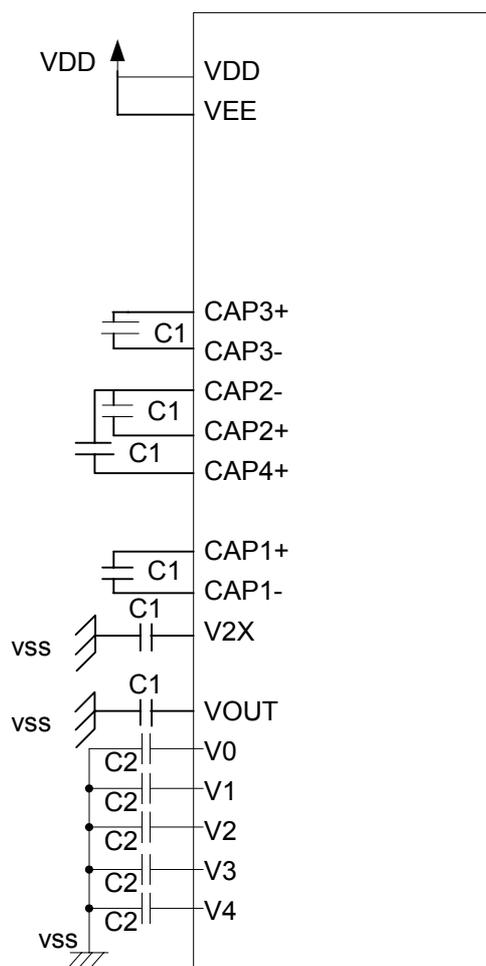 VDD
VDD
VEE
CAP3+
C1
CAP3-
CAP2-
C1
CAP2+
C1
CAP4+
CAP1+
C1
CAP1-
C1
V2X
vss
C1
VOUT
vss
V0
C2
V1
C2
V2
C2
V3
C2
V4
C2
vss